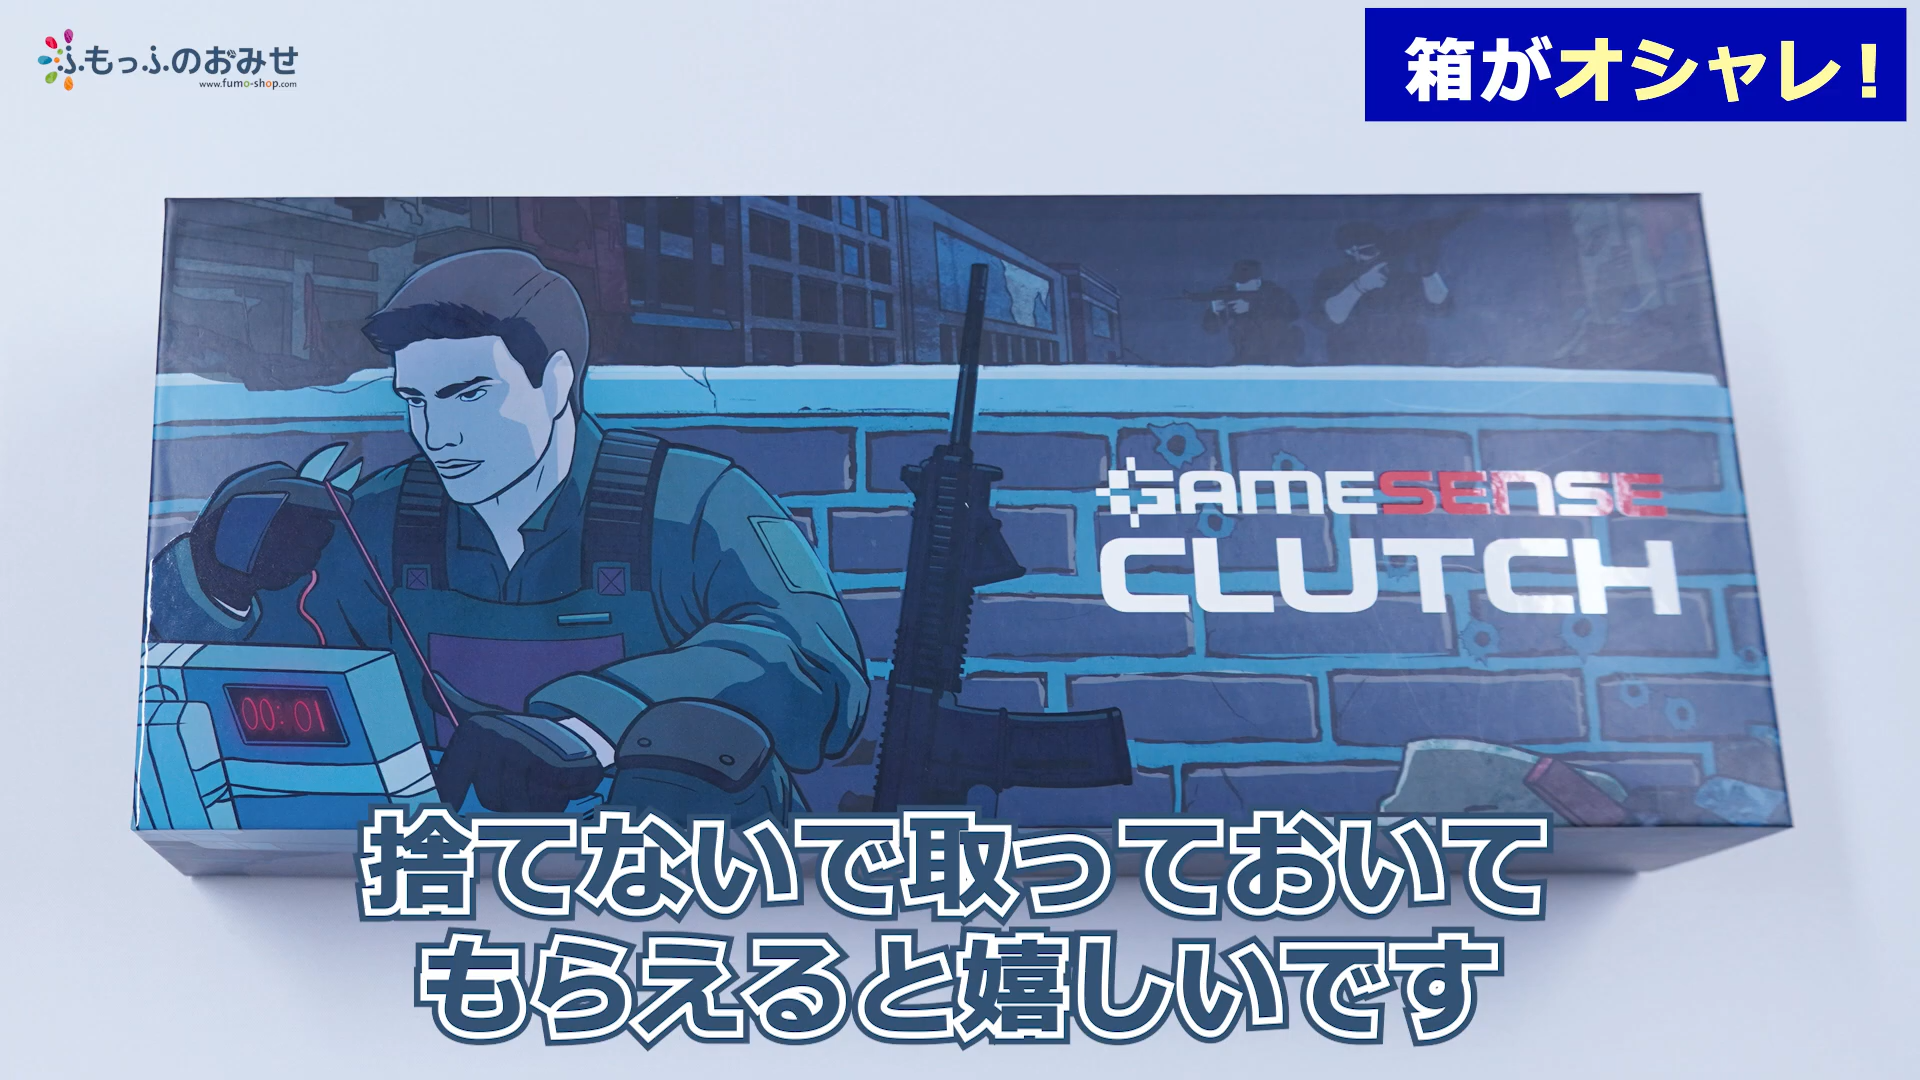 ふもっふのおみせ
www.fumo-shop.com
箱がオシャレ！
GAMESENSE
CLUTCH
00:01
捨てないで取っておいて
もらえると嬉しいです